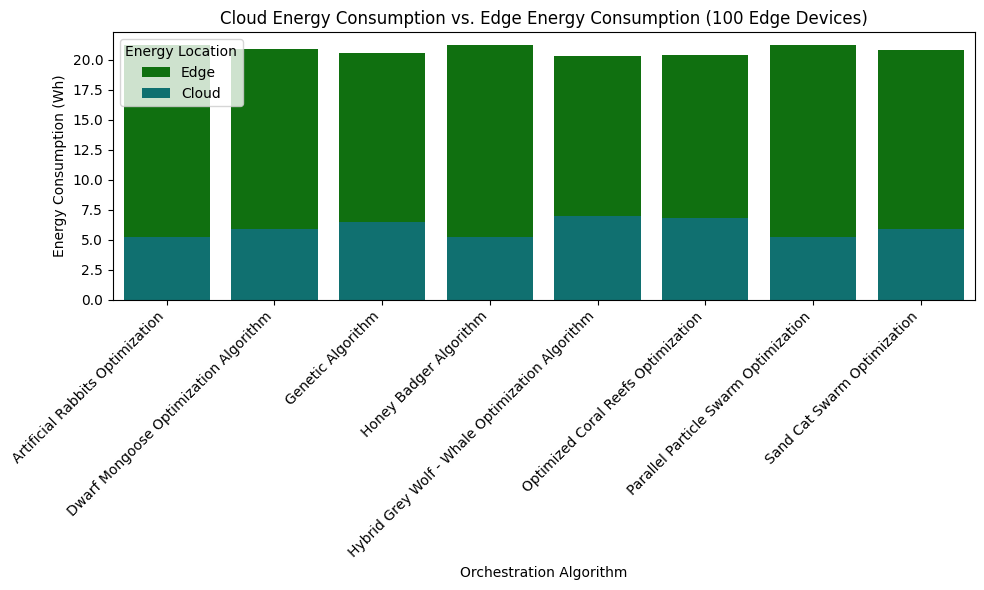 Cloud Energy Consumption vs. Edge Energy Consumption (100 Edge Devices)
Energy Location
Edge
Cloud
Energy Consumption (Wh)
20.0
17.5
15.0
12.5
10.0
7.5
5.0
2.5
0.0
Artificial Rabbits Optimization
Dwarf Mongoose Optimization Algorithm
Genetic Algorithm
Honey Badger Algorithm
Hybrid Grey Wolf - Whale Optimization Algorithm
Optimized Coral Reefs Optimization
Parallel Particle Swarm Optimization
Sand Cat Swarm Optimization
Orchestration Algorithm